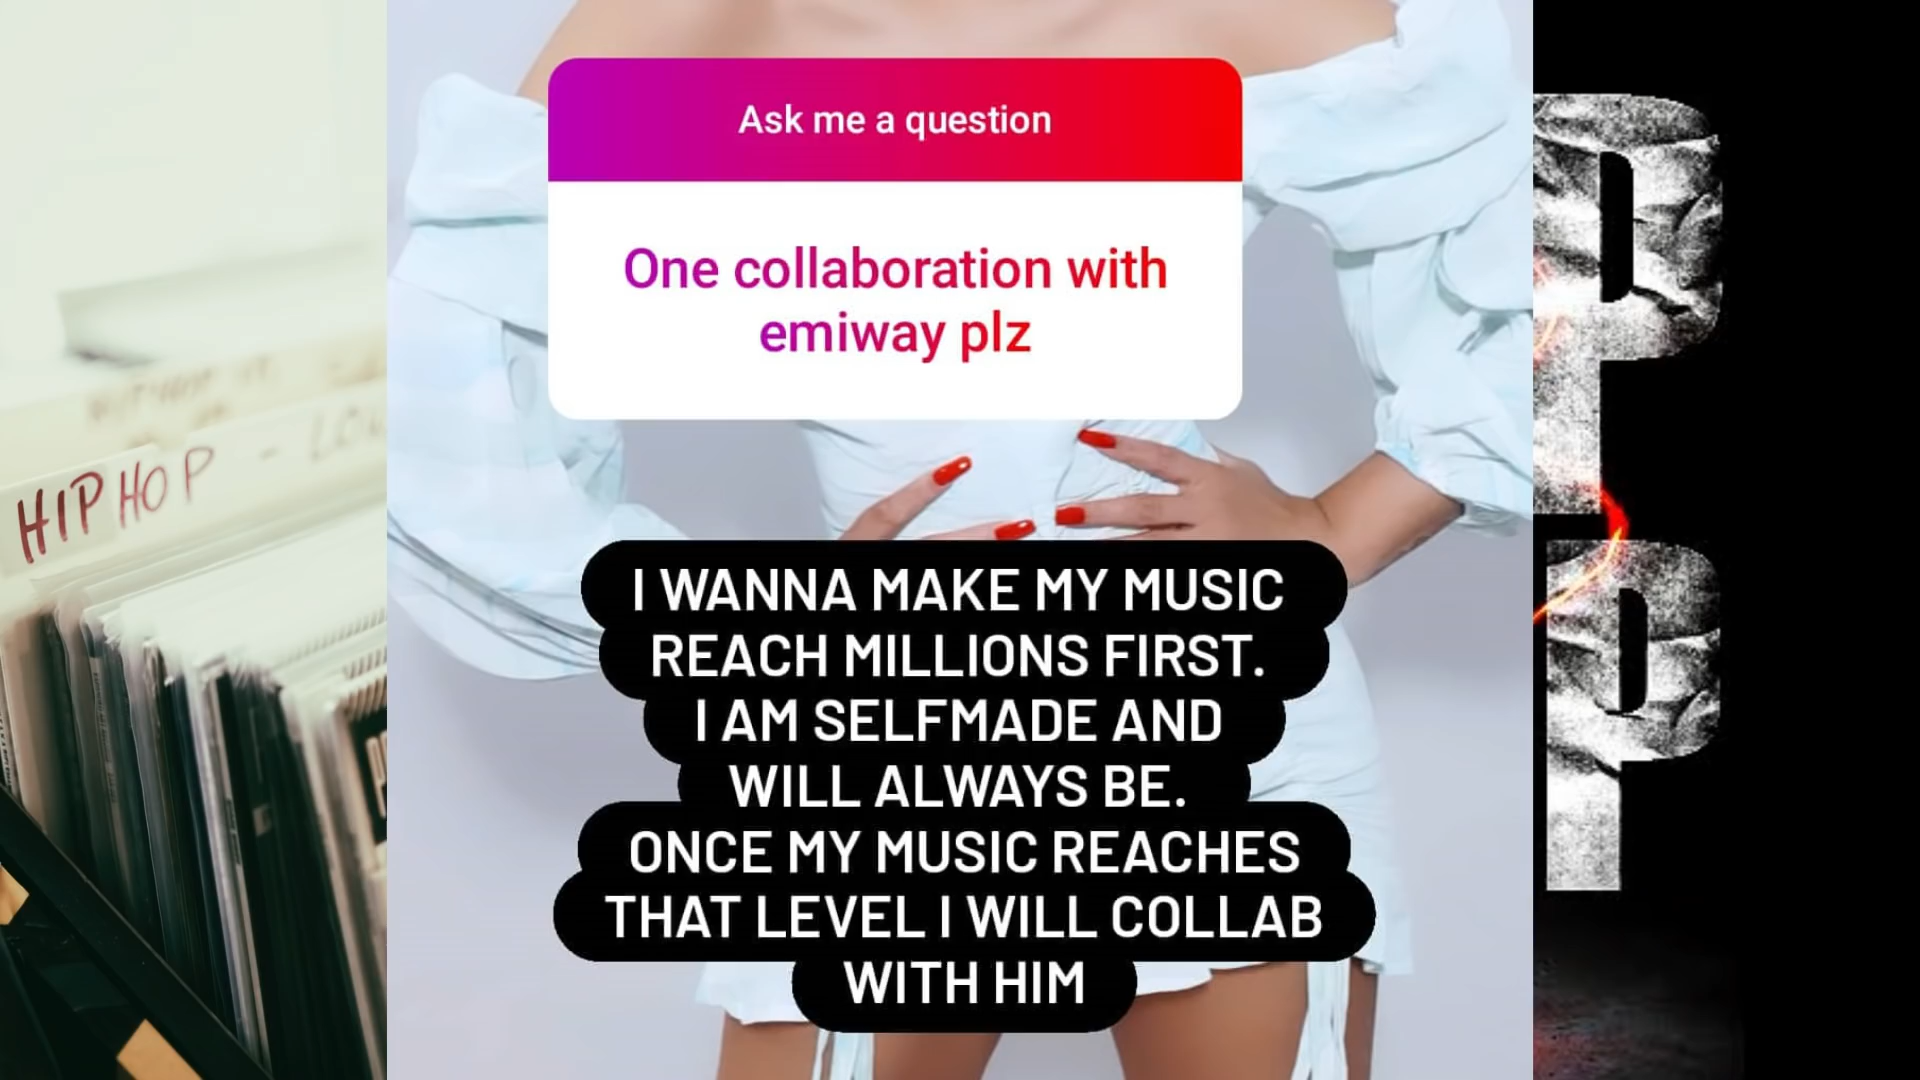 Ask me a question
One collaboration with
emiway plz
I WANNA MAKE MY MUSIC
REACH MILLIONS FIRST.
I AM SELFMADE AND
WILL ALWAYS BE.
ONCE MY MUSIC REACHES
THAT LEVEL I WILL COLLAB
WITH HIM
HIP HOP -
P
P